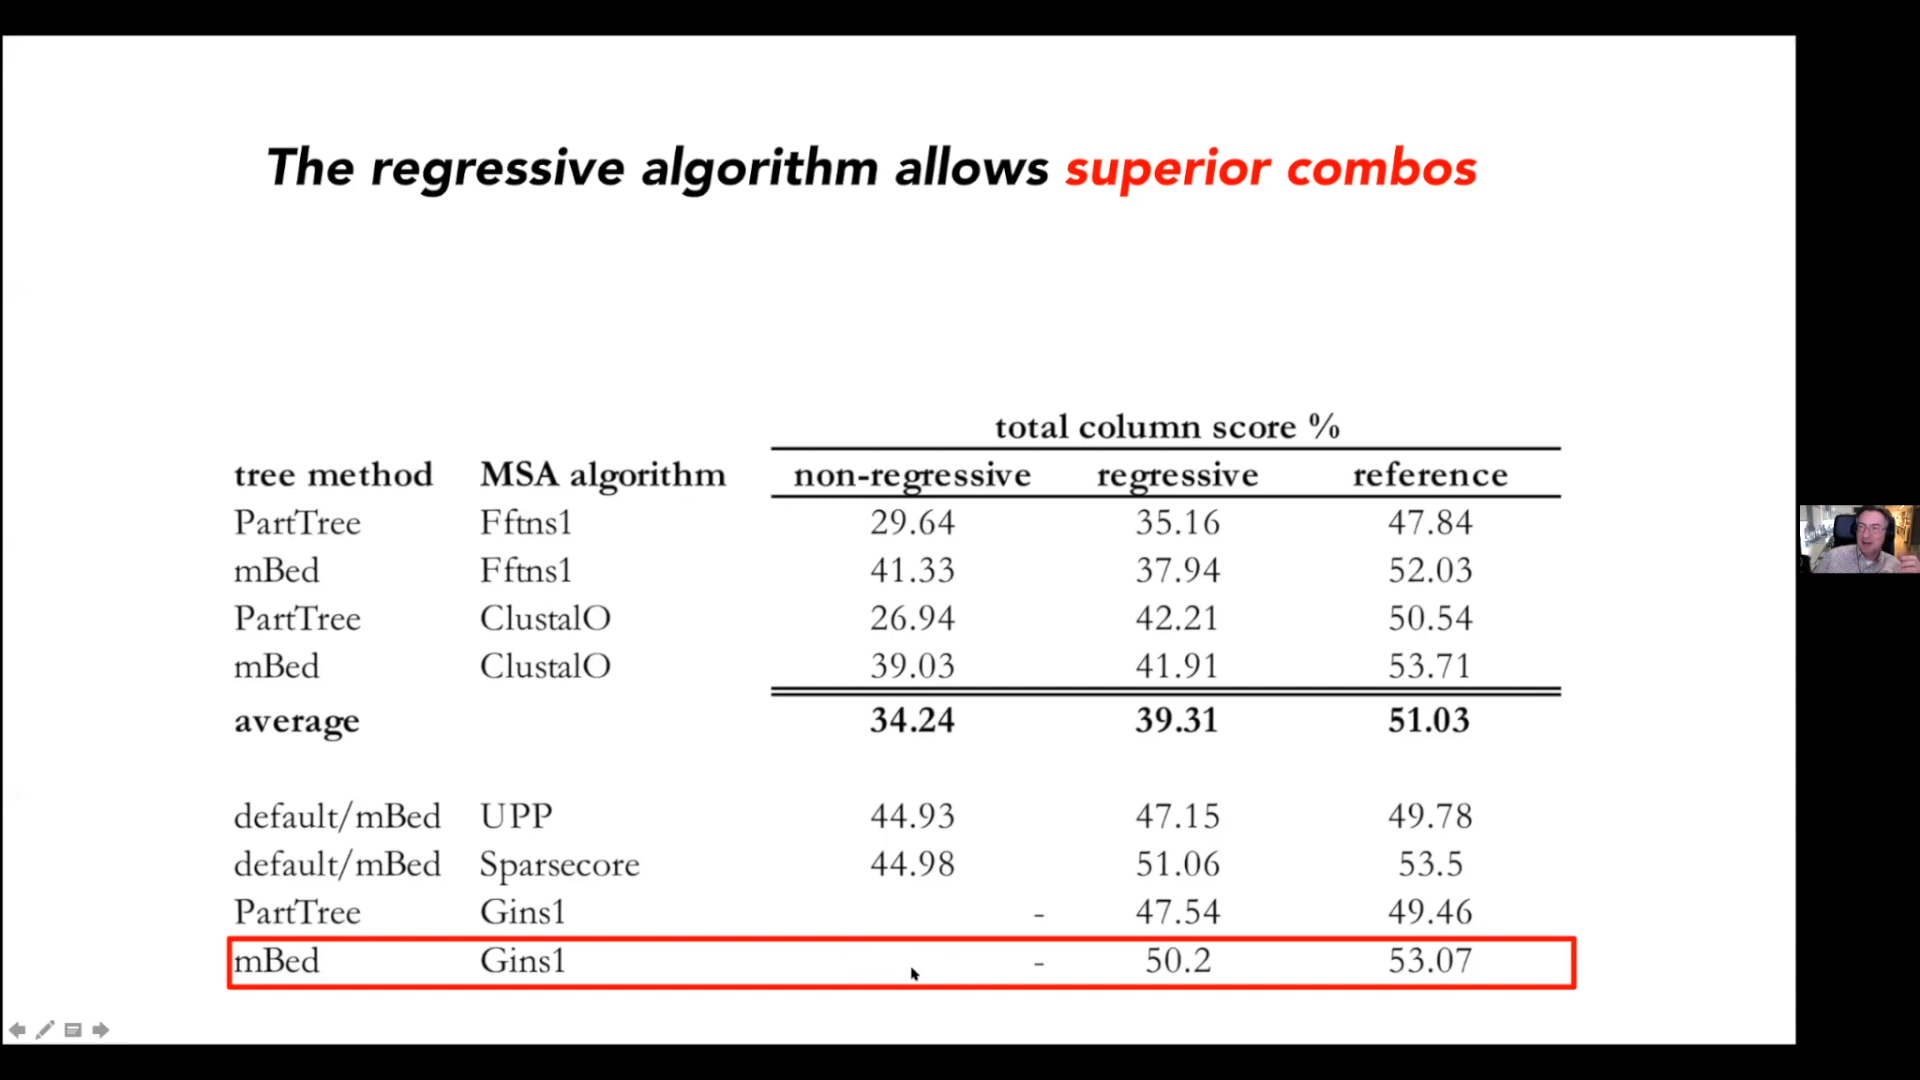 The regressive algorithm allows superior combos
total column score %
tree method MSA algorithm non-regressive regressive reference
PartTree Fftns1 29.64 35.16 47.84
mBed Fftns1 41.33 37.94 52.03
PartTree ClustalO 26.94 42.21 50.54
mBed ClustalO 39.03 41.91 53.71
average 34.24 39.31 51.03
default/mBed UPP 44.93 47.15 49.78
default/mBed Sparsecore 44.98 51.06 53.5
PartTree Gins1 - 47.54 49.46
mBed Gins1 - 50.2 53.07